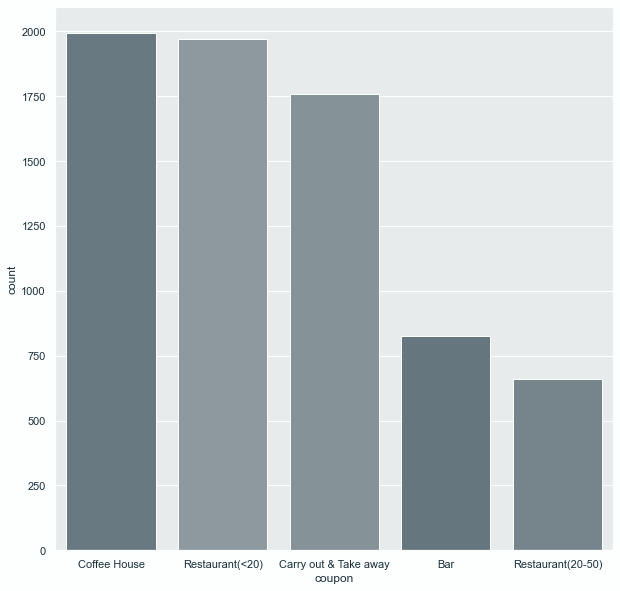 2000
1750
1500
1250
1000
750
500
250
0
count
Coffee House
Restaurant(<20)
Carry out & Take away
Bar
Restaurant(20-50)
coupon